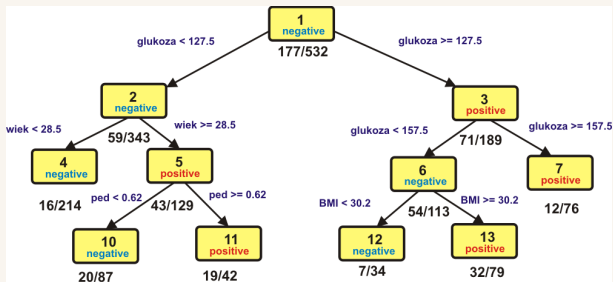 1
negative
177/532
glukoza < 127.5
glukoza >= 127.5
2
negative
59/343
3
positive
71/189
wiek < 28.5
wiek >= 28.5
glukoza < 157.5
glukoza >= 157.5
4
negative
16/214
5
positive
43/129
6
negative
54/113
7
positive
12/76
ped < 0.62
ped >= 0.62
BMI < 30.2
BMI >= 30.2
10
negative
20/87
11
positive
19/42
12
negative
7/34
13
positive
32/79